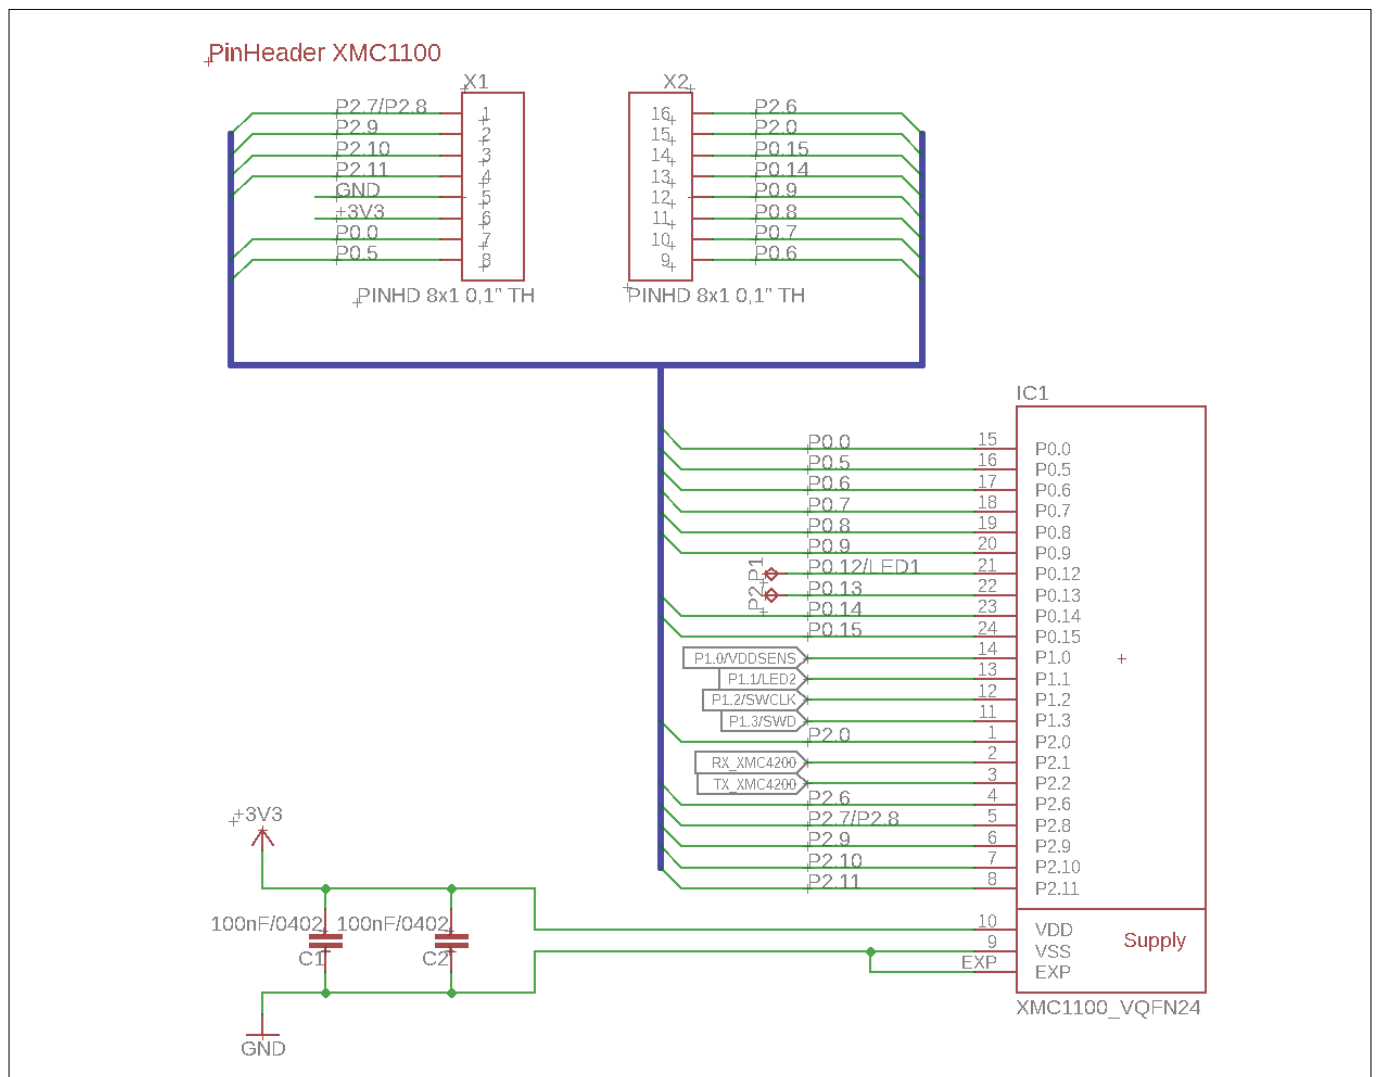 PinHeader XMC1100
X1
X2
P2.7/P2.8 1
P2.9 2
P2.10 3
P2.11 4
GND 5
+3V3 6
P0.0 7
P0.5 8
PINHD 8x1 0,1" TH
16 P2.6
15 P2.0
14 P0.15
13 P0.14
12 P0.9
11 P0.8
10 P0.7
9 P0.6
PINHD 8x1 0,1" TH
IC1
P0.0 15 P0.0
P0.5 16 P0.5
P0.6 17 P0.6
P0.7 18 P0.7
P0.8 19 P0.8
P0.9 20 P0.9
P1 P0.12/LED1 21 P0.12
P2 P0.13 22 P0.13
P0.14 23 P0.14
P0.15 24 P0.15
P1.0/VDDSENS 14 P1.0
P1.1/LED2 13 P1.1
P1.2/SWCLK 12 P1.2
P1.3/SWD 11 P1.3
P2.0 1 P2.0
RX_XMC4200 2 P2.1
TX_XMC4200 3 P2.2
P2.6 4 P2.6
P2.7/P2.8 5 P2.8
P2.9 6 P2.9
P2.10 7 P2.10
P2.11 8 P2.11
10 VDD
9 VSS
EXP EXP
Supply
XMC1100_VQFN24
+3V3
100nF/0402 100nF/0402
C1 C2
GND